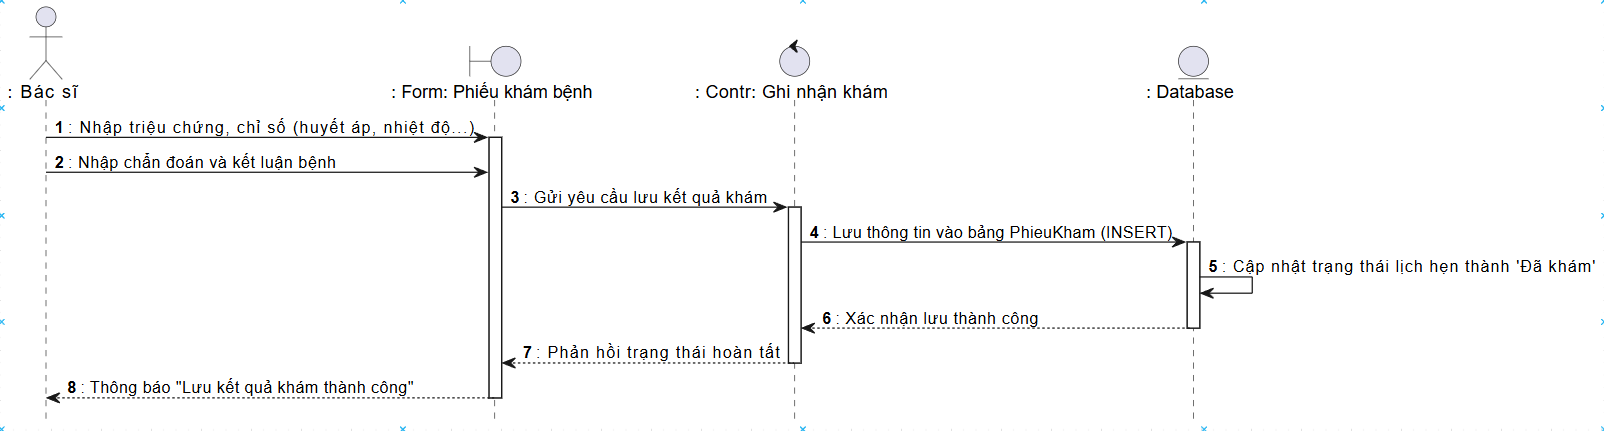 : Bác sĩ
: Form: Phiếu khám bệnh
: Contr: Ghi nhận khám
: Database
1 : Nhập triệu chứng, chỉ số (huyết áp, nhiệt độ...)
2 : Nhập chẩn đoán và kết luận bệnh
3 : Gửi yêu cầu lưu kết quả khám
4 : Lưu thông tin vào bảng PhieuKham (INSERT)
5 : Cập nhật trạng thái lịch hẹn thành 'Đã khám'
6 : Xác nhận lưu thành công
7 : Phản hồi trạng thái hoàn tất
8 : Thông báo "Lưu kết quả khám thành công"